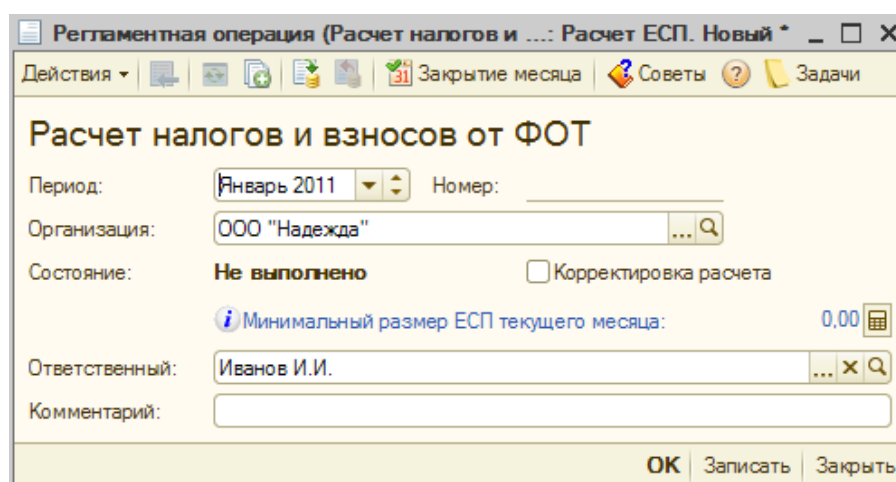 Регламентная операция (Расчет налогов и ...: Расчет ЕСП. Новый *
Действия Закрытие месяца Советы Задачи
Расчет налогов и взносов от ФОТ
Период: Январь 2011 Номер:
Организация: ООО "Надежда" ...
Состояние: Не выполнено Корректировка расчета
Минимальный размер ЕСП текущего месяца: 0,00
Ответственный: Иванов И.И. ...
Комментарий:
OK Записать Закрыть